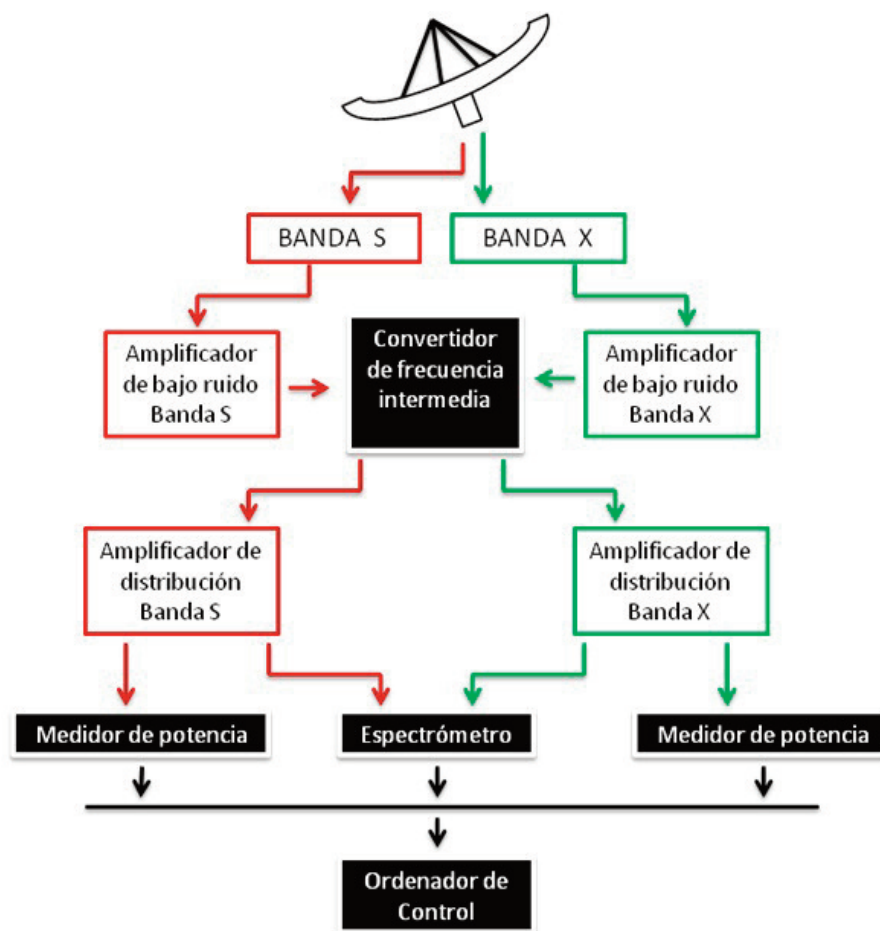 BANDA S
BANDA X
Amplificador
de bajo ruido
Banda S
Convertidor
de frecuencia
intermedia
Amplificador
de bajo ruido
Banda X
Amplificador de
distribución
Banda S
Amplificador de
distribución
Banda X
Medidor de potencia
Espectrómetro
Medidor de potencia
Ordenador de
Control